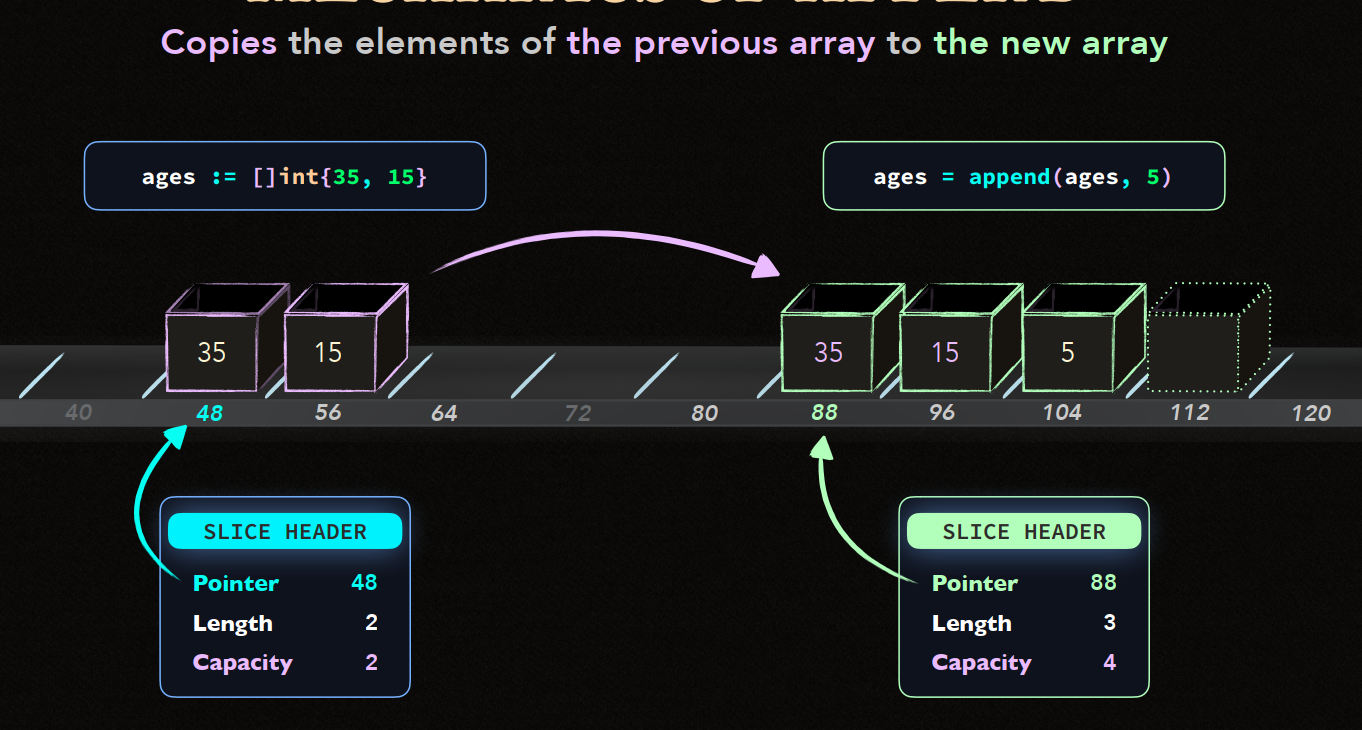 Copies the elements of the previous array to the new array
ages := []int{35, 15}
ages = append(ages, 5)
35 15 35 15 5
40 48 56 64 72 80 88 96 104 112 120
SLICE HEADER
Pointer 48
Length 2
Capacity 2
SLICE HEADER
Pointer 88
Length 3
Capacity 4